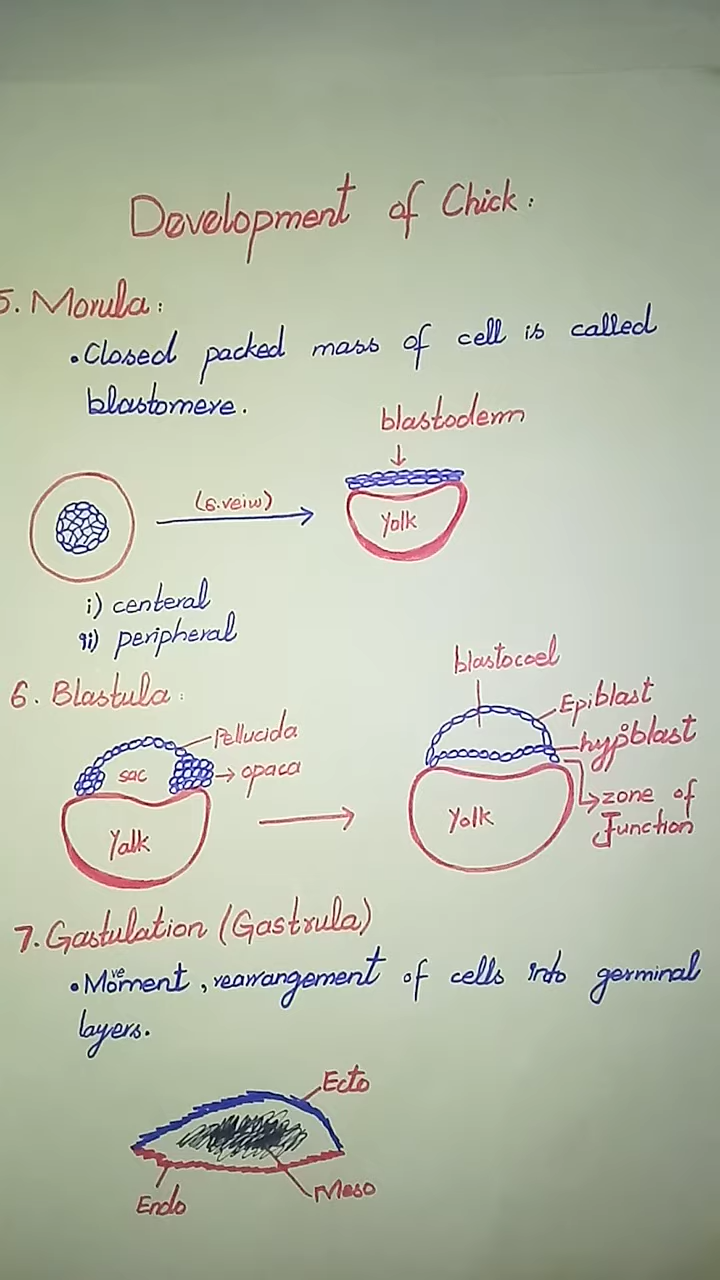 Development of Chick:
5. Morula:
• Closed packed mass of cell is called
blastomere.
blastoderm
(s.veiw)
Yolk
i) centeral
ii) peripheral
blastocoel
6. Blastula:
Pellucida
Epiblast
hypoblast
sac
opaca
zone of
Junction
Yalk
Yolk
7. Gastulation (Gastrula)
• Movement, rearrangement of cells into germinal
layers.
Ecto
Meso
Endo